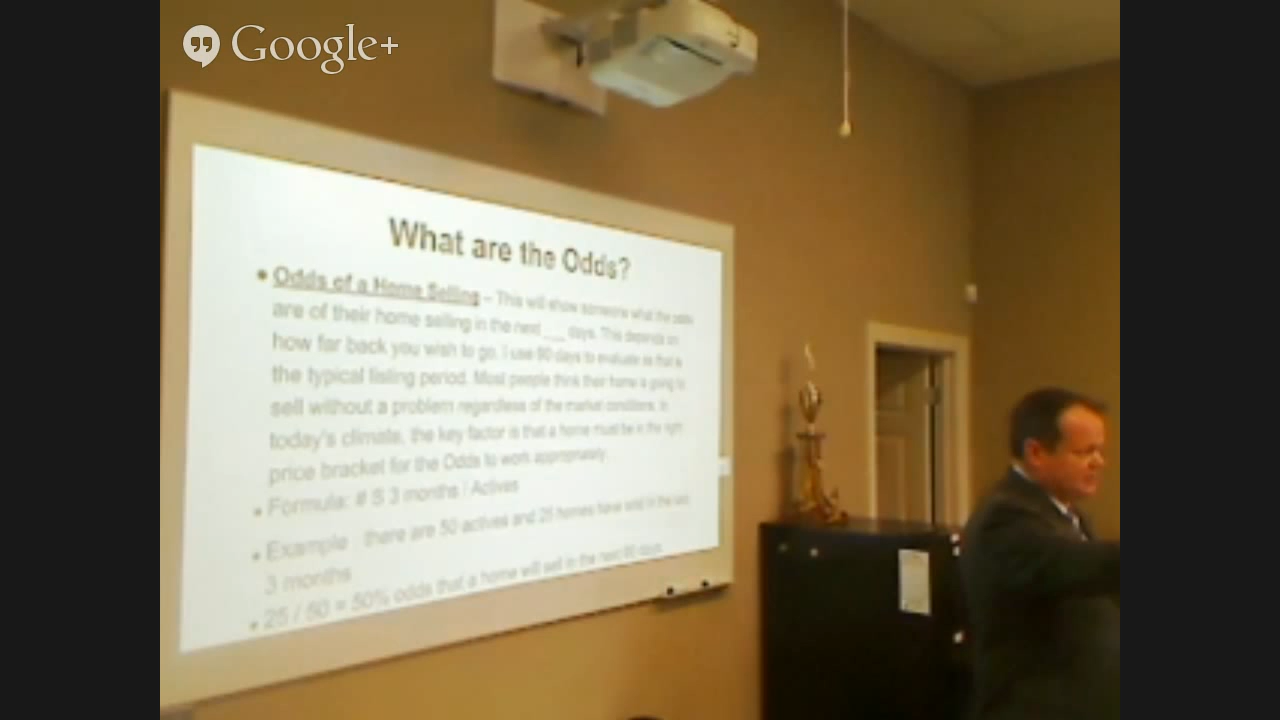 Google+
What are the Odds?
• Odds of a Home Selling – This will show someone what the odds
are of their home selling in the next ___ days. This depends on
how far back you wish to go. I use 90 days to evaluate as that is
the typical listing period. Most people think their home is going to
sell without a problem regardless of the market conditions. In
today's climate, the key factor is that a home must be in the right
price bracket for the Odds to work appropriately.
• Formula: # S 3 months / Actives
• Example there are 50 actives and 25 homes have sold in the last
3 months
• 25 / 50 = 50% odds that a home will sell in the next 90 days